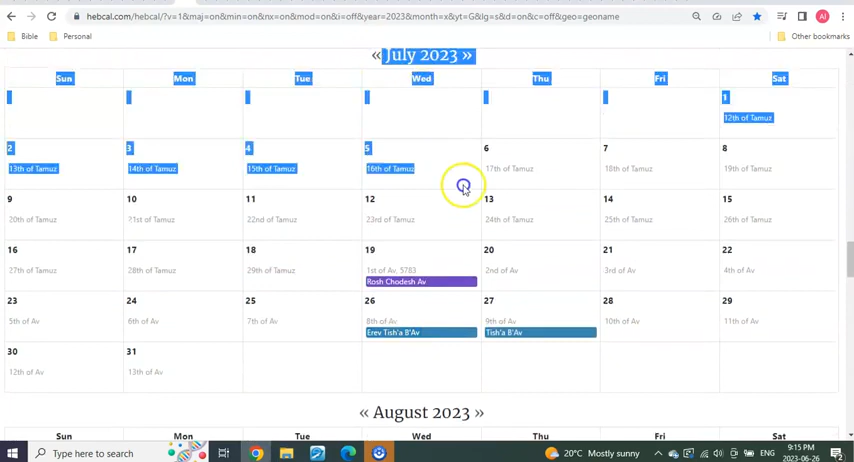 hebcal.com/hebcal/?v=1&maj=on&min=on&nx=on&mod=on&i=off&year=2023&month=x&yt=G&lg=s&d=on&c=off&geo=geoname
AI
Bible Personal Other bookmarks
« July 2023 »
Sun Mon Tue Wed Thu Fri Sat
1
12th of Tamuz
2 3 4 5 6 7 8
13th of Tamuz 14th of Tamuz 15th of Tamuz 16th of Tamuz 17th of Tamuz 18th of Tamuz 19th of Tamuz
9 10 11 12 13 14 15
20th of Tamuz 21st of Tamuz 22nd of Tamuz 23rd of Tamuz 24th of Tamuz 25th of Tamuz 26th of Tamuz
16 17 18 19 20 21 22
27th of Tamuz 28th of Tamuz 29th of Tamuz 1st of Av, 5783 2nd of Av 3rd of Av 4th of Av
Rosh Chodesh Av
23 24 25 26 27 28 29
5th of Av 6th of Av 7th of Av 8th of Av 9th of Av 10th of Av 11th of Av
Erev Tish'a B'Av Tish'a B'Av
30 31
12th of Av 13th of Av
« August 2023 »
Sun Mon Tue Wed Thu Fri Sat
Type here to search 20°C Mostly sunny ENG 9:15 PM
2023-06-26 2